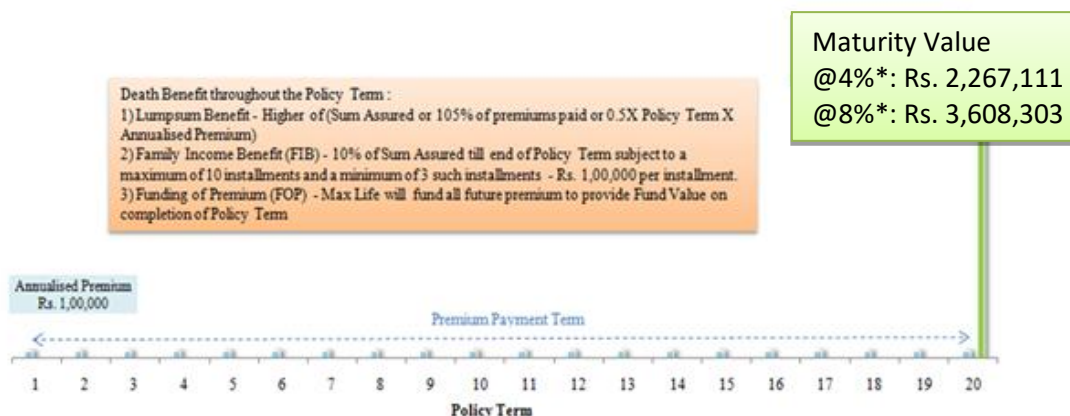 Maturity Value
@4%*: Rs. 2,267,111
@8%*: Rs. 3,608,303
Death Benefit throughout the Policy Term :
1) Lumpsum Benefit - Higher of (Sum Assured or 105% of premiums paid or 0.5X Policy Term X
Annualised Premium)
2) Family Income Benefit (FIB) - 10% of Sum Assured till end of Policy Term subject to a
maximum of 10 installments and a minimum of 3 such installments - Rs. 1,00,000 per installment.
3) Funding of Premium (FOP) - Max Life will fund all future premium to provide Fund Value on
completion of Policy Term
Annualised Premium
Rs. 1,00,000
Premium Payment Term
1 2 3 4 5 6 7 8 9 10 11 12 13 14 15 16 17 18 19 20
Policy Term